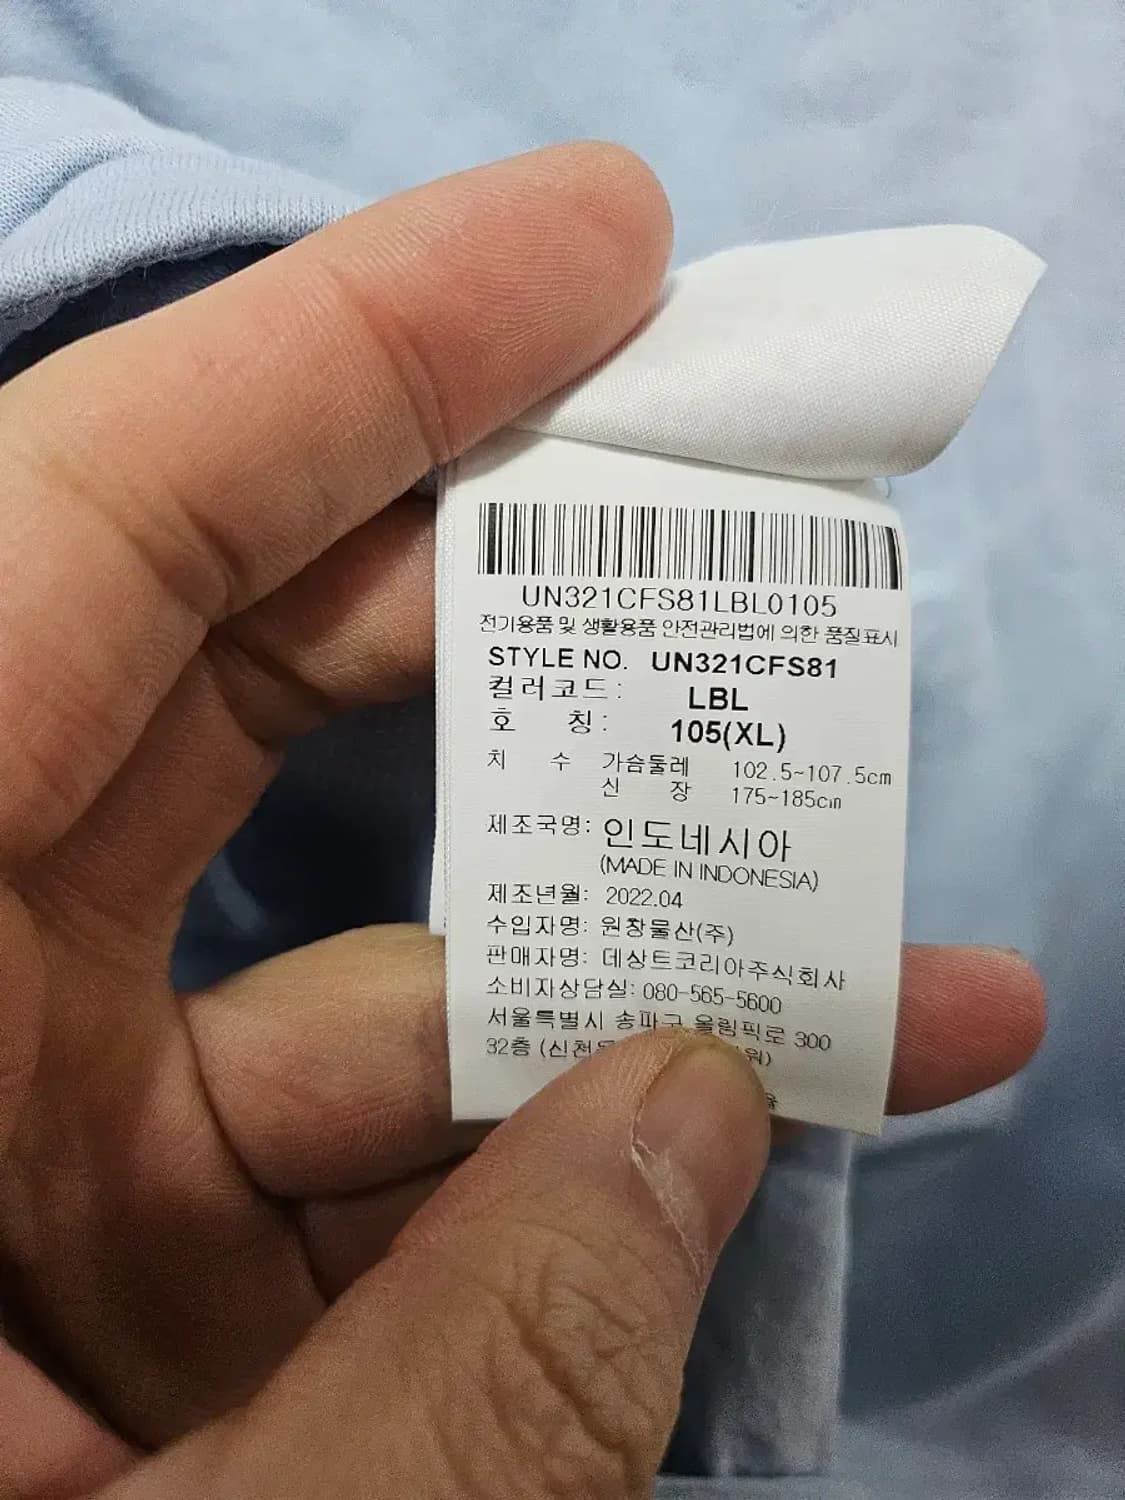 UN321CFS81LBL0105
전기용품 및 생활용품 안전관리법에 의한 품질표시
STYLE NO. UN321CFS81
컬러코드: LBL
호 칭: 105(XL)
치 수 가슴둘레 102.5~107.5cm
신 장 175~185cm
제조국명: 인도네시아
(MADE IN INDONESIA)
제조년월: 2022.04
수입자명: 원창물산(주)
판매자명: 데상트코리아주식회사
소비자상담실: 080-565-5600
서울특별시 송파구 올림픽로 300
32층